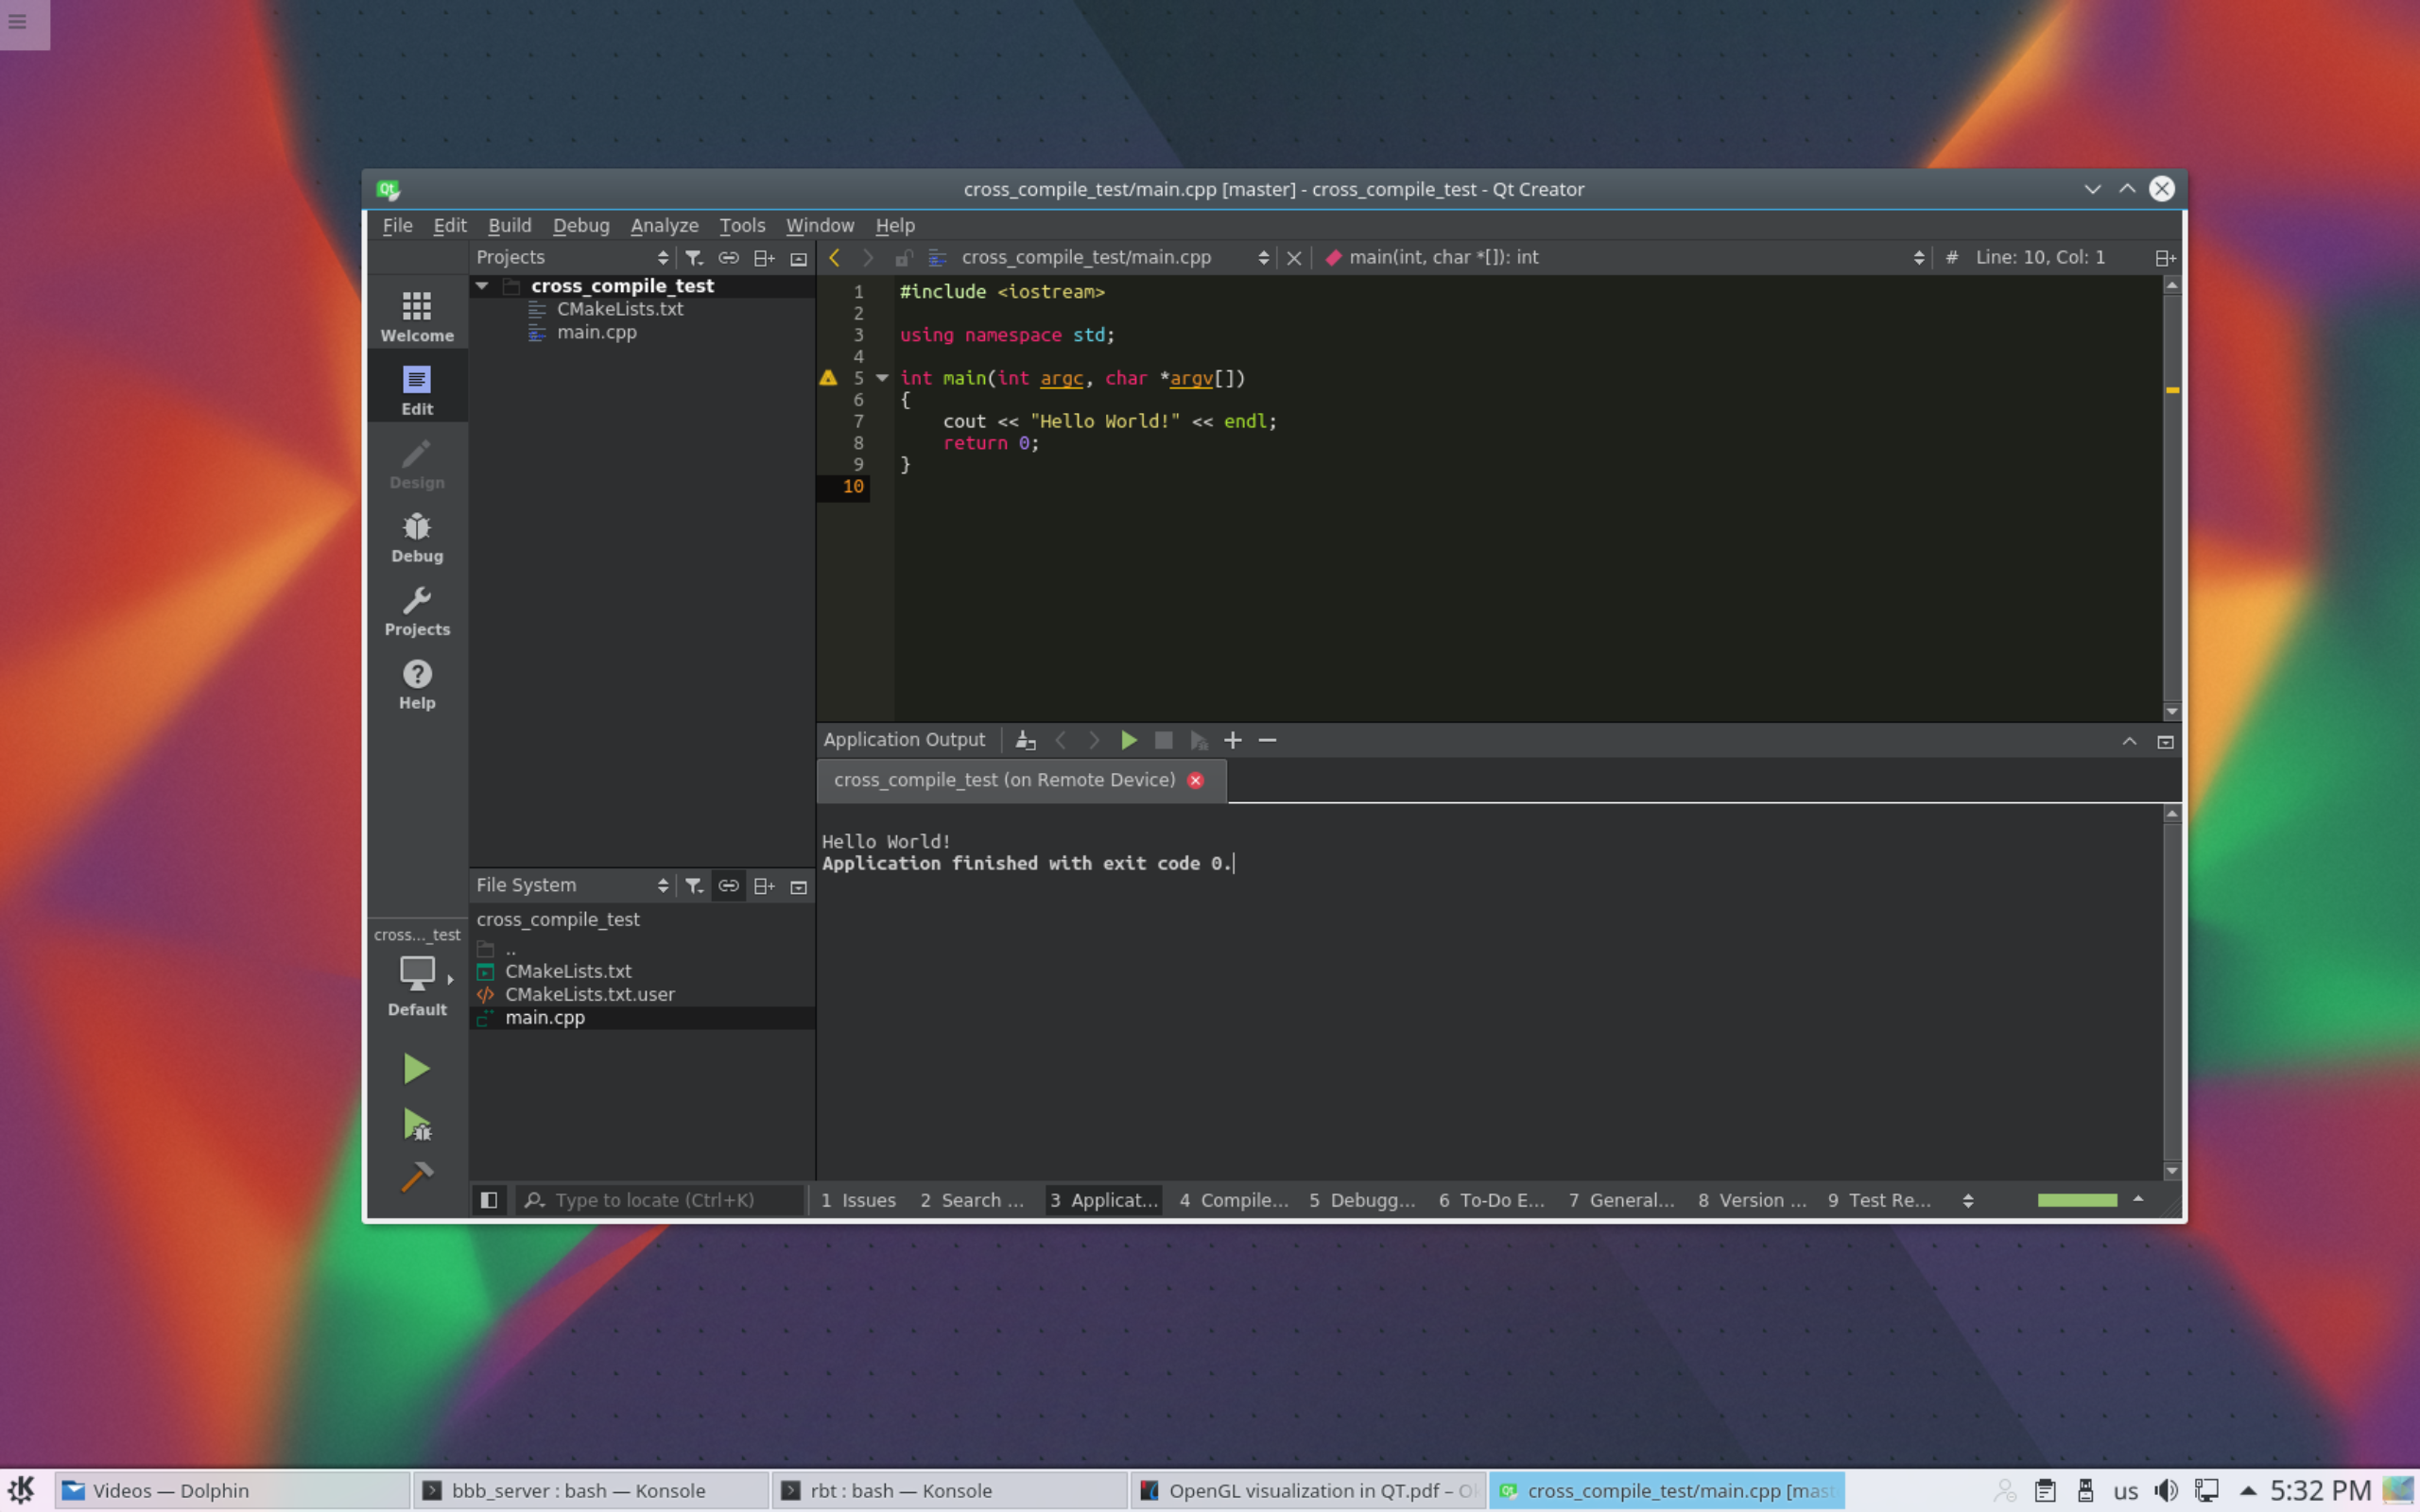 cross_compile_test/main.cpp [master] - cross_compile_test - Qt Creator
File Edit Build Debug Analyze Tools Window Help
Projects
cross_compile_test/main.cpp
main(int, char *[]): int
# Line: 10, Col: 1
Welcome
Edit
Design
Debug
Projects
Help
cross_compile_test
CMakeLists.txt
main.cpp
1 #include <iostream>
2
3 using namespace std;
4
5 int main(int argc, char *argv[])
6 {
7 cout << "Hello World!" << endl;
8 return 0;
9 }
10
Application Output
cross_compile_test (on Remote Device)
Hello World!
Application finished with exit code 0.
File System
cross_compile_test
..
CMakeLists.txt
CMakeLists.txt.user
main.cpp
cross..._test
Default
Type to locate (Ctrl+K)
1 Issues 2 Search ... 3 Applicat... 4 Compile... 5 Debugg... 6 To-Do E... 7 General... 8 Version ... 9 Test Re...
Videos — Dolphin
bbb_server : bash — Konsole
rbt : bash — Konsole
OpenGL visualization in QT.pdf – Ok
cross_compile_test/main.cpp [mast
us
5:32 PM